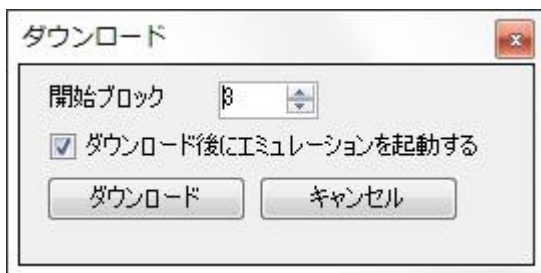 ダウンロード
開始ブロック 3
ダウンロード後にエミュレーションを起動する
ダウンロード キャンセル